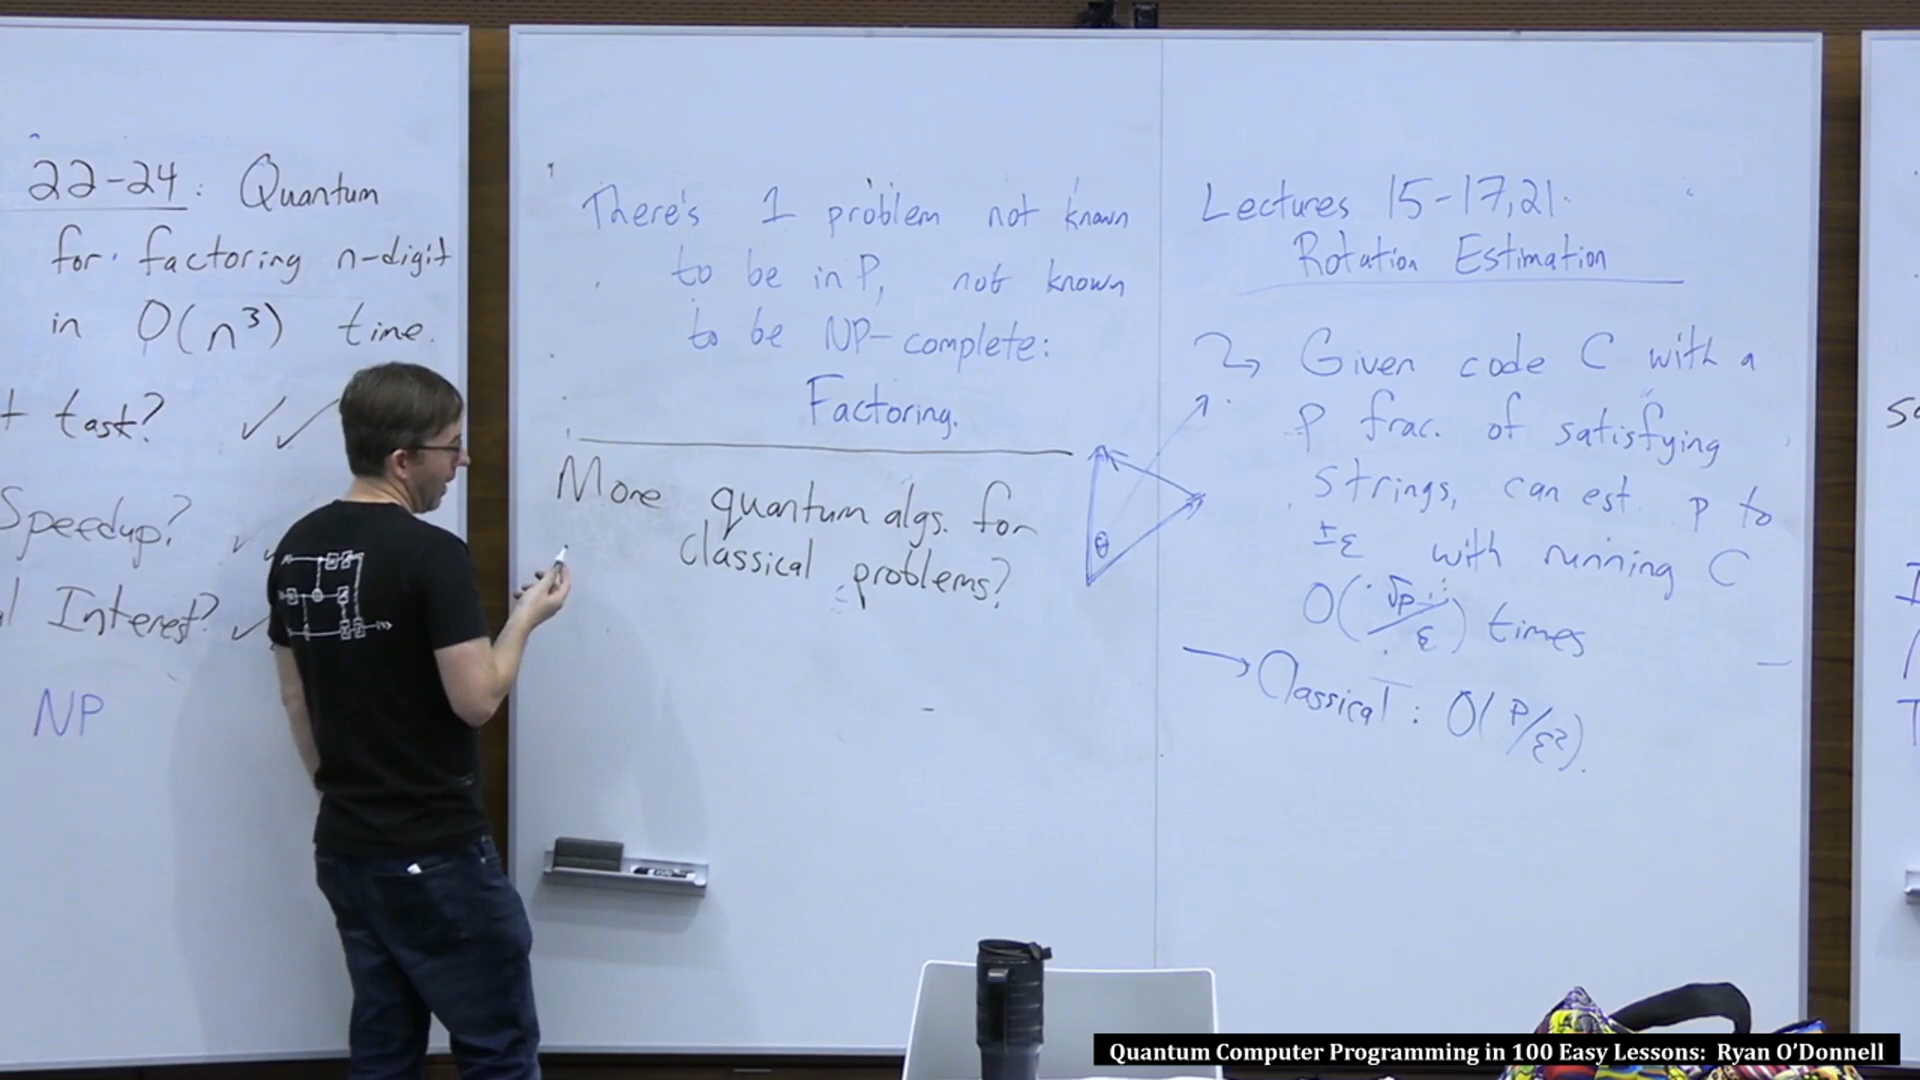 22-24: Quantum
for factoring n-digit
in O(n³) time.
t task? ✓✓
Speedup? ✓✓
l Interest? ✓
NP
There's 1 problem not known
to be in P, not known
to be NP-complete:
Factoring.
More quantum algs. for
classical problems?
θ
Lectures 15-17,21:
Rotation Estimation
Given code C with a
p frac. of satisfying
strings, can est. p to
±ε with running C
O(√p/ε) times
→ Classical: O(p/ε²).
Quantum Computer Programming in 100 Easy Lessons: Ryan O'Donnell